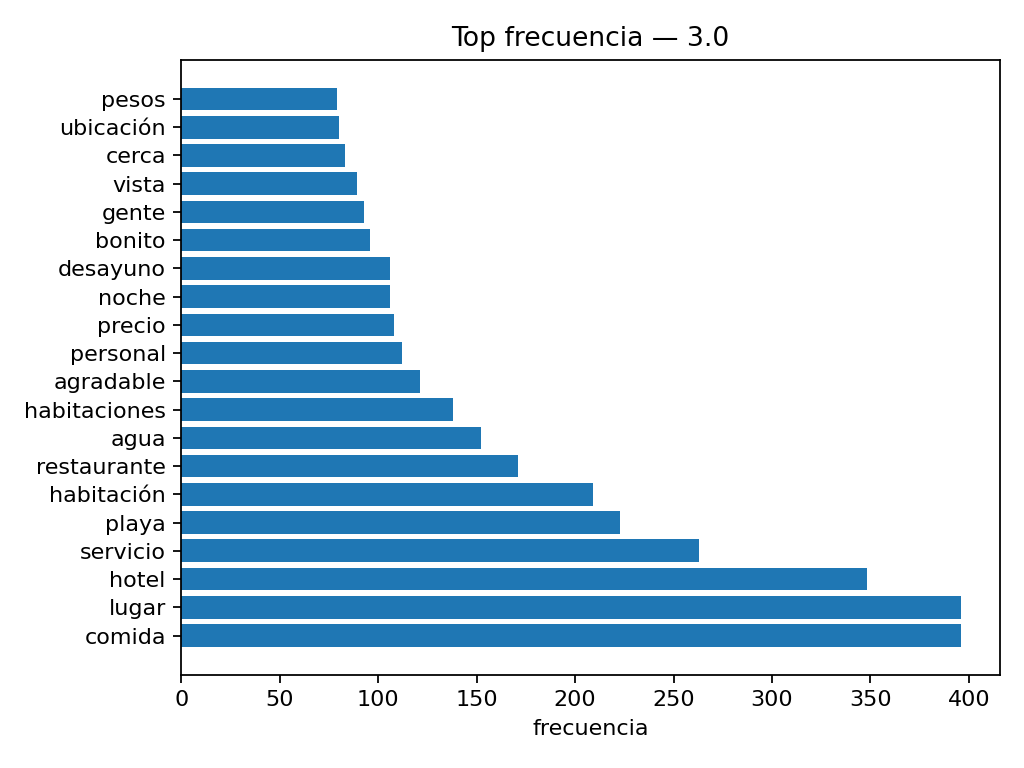 Top frecuencia — 3.0
pesos
ubicación
cerca
vista
gente
bonito
desayuno
noche
precio
personal
agradable
habitaciones
agua
restaurante
habitación
playa
servicio
hotel
lugar
comida
0 50 100 150 200 250 300 350 400
frecuencia